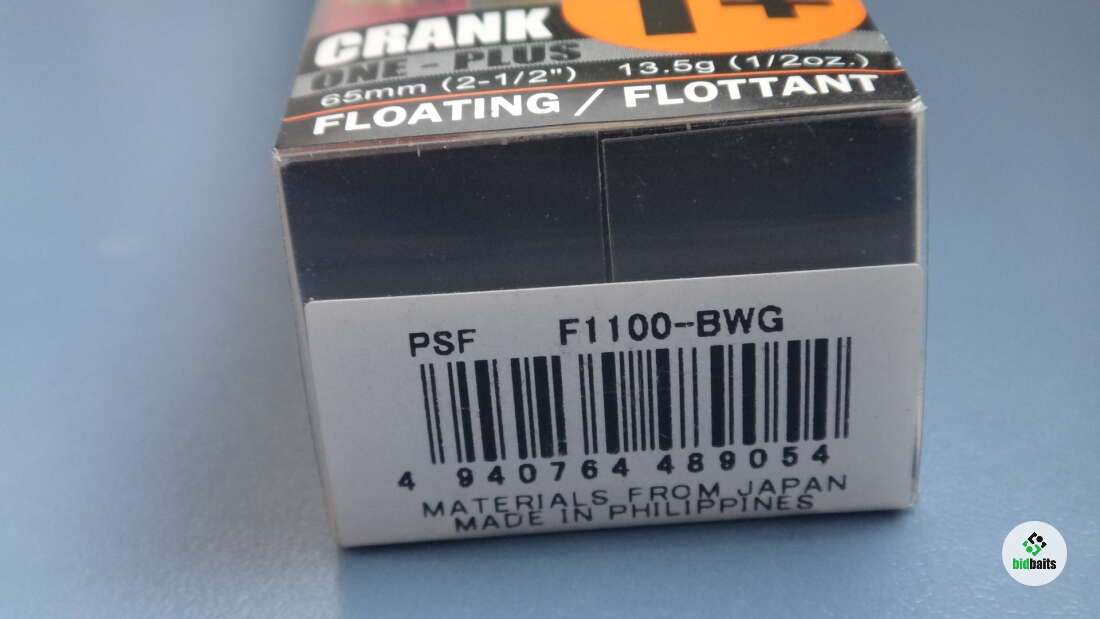 1+
CRANK
ONE-PLUS
65mm (2-1/2") 13.5g (1/2oz.)
FLOATING / FLOTTANT
PSF F1100-BWG
4 940764 489054
MATERIALS FROM JAPAN
MADE IN PHILIPPINES
bidbaits